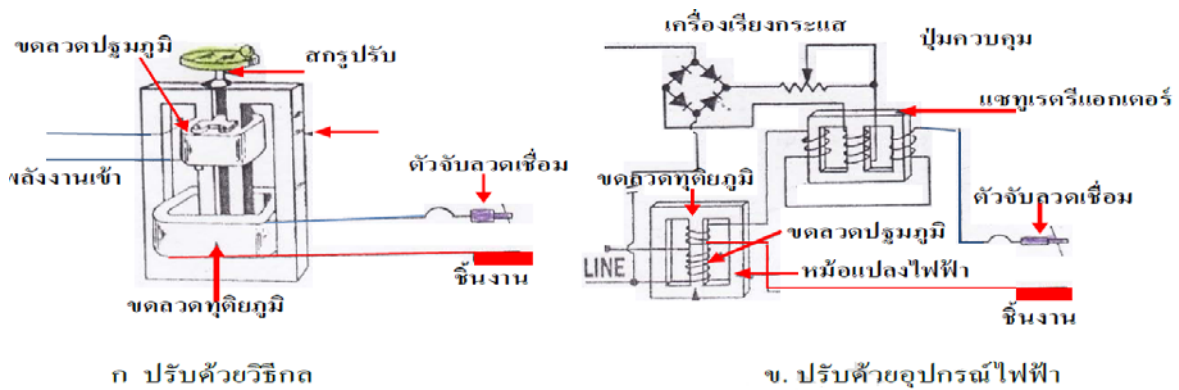 ขดลวดปฐมภูมิ
สกรูปรับ
พลังงานเข้า
ตัวจับลวดเชื่อม
ชิ้นงาน
ขดลวดทุติยภูมิ
ก ปรับด้วยวิธีกล
เครื่องเรียงกระแส
ปุ่มควบคุม
แซทูเรตรีแอกเตอร์
ขดลวดทุติยภูมิ
ตัวจับลวดเชื่อม
ขดลวดปฐมภูมิ
LINE
หม้อแปลงไฟฟ้า
ชิ้นงาน
ข. ปรับด้วยอุปกรณ์ไฟฟ้า